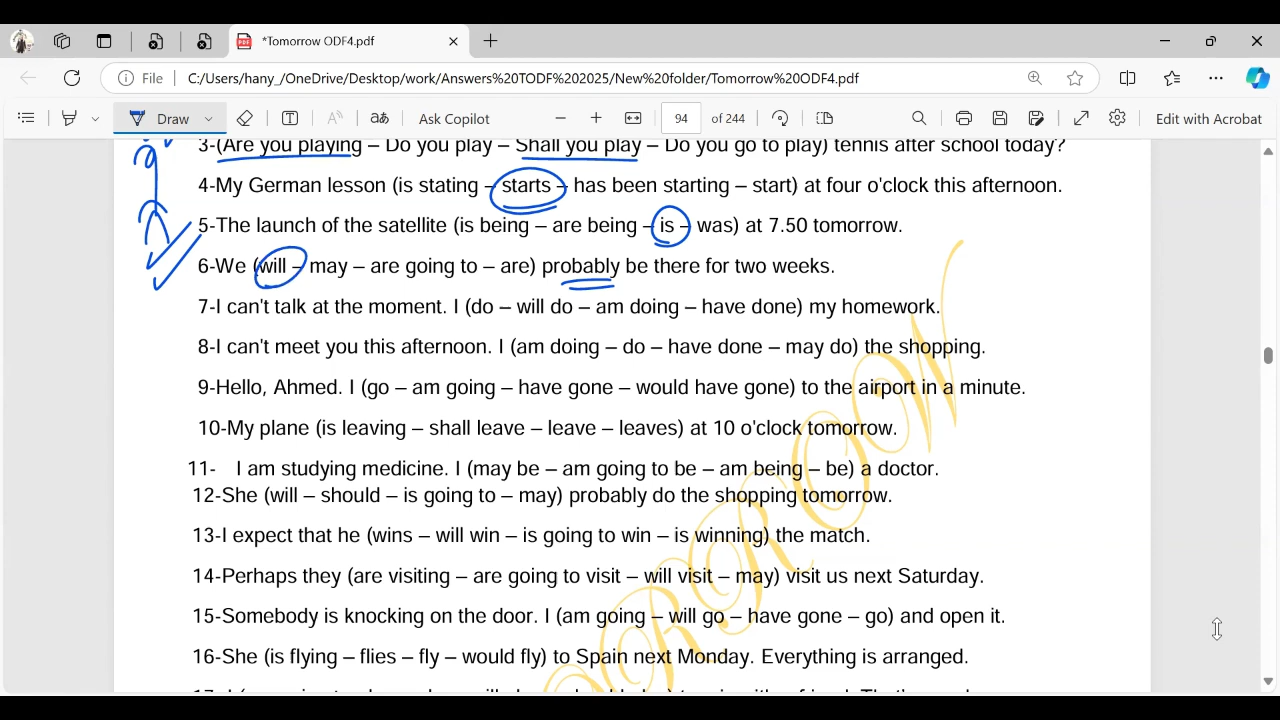 *Tomorrow ODF4.pdf
File C:/Users/hany_/OneDrive/Desktop/work/Answers%20TODF%202025/New%20folder/Tomorrow%20ODF4.pdf
Draw Ask Copilot 94 of 244 Edit with Acrobat
3-(Are you playing – Do you play – Shall you play – Do you go to play) tennis after school today?
4-My German lesson (is stating – starts – has been starting – start) at four o'clock this afternoon.
5-The launch of the satellite (is being – are being – is – was) at 7.50 tomorrow.
6-We (will – may – are going to – are) probably be there for two weeks.
7-I can't talk at the moment. I (do – will do – am doing – have done) my homework.
8-I can't meet you this afternoon. I (am doing – do – have done – may do) the shopping.
9-Hello, Ahmed. I (go – am going – have gone – would have gone) to the airport in a minute.
10-My plane (is leaving – shall leave – leave – leaves) at 10 o'clock tomorrow.
11- I am studying medicine. I (may be – am going to be – am being – be) a doctor.
12-She (will – should – is going to – may) probably do the shopping tomorrow.
13-I expect that he (wins – will win – is going to win – is winning) the match.
14-Perhaps they (are visiting – are going to visit – will visit – may) visit us next Saturday.
15-Somebody is knocking on the door. I (am going – will go – have gone – go) and open it.
16-She (is flying – flies – fly – would fly) to Spain next Monday. Everything is arranged.